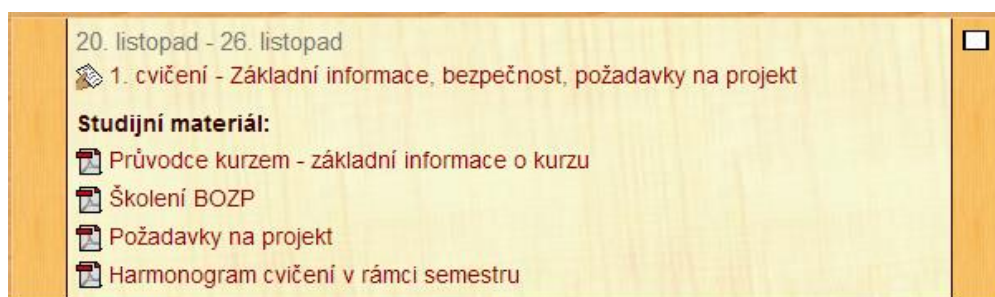 20. listopad - 26. listopad
1. cvičení - Základní informace, bezpečnost, požadavky na projekt
Studijní materiál:
Průvodce kurzem - základní informace o kurzu
Školení BOZP
Požadavky na projekt
Harmonogram cvičení v rámci semestru